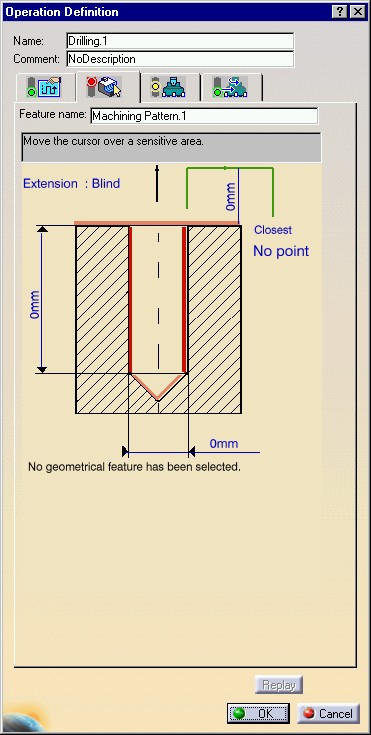 Operation Definition
Name: Drilling.1
Comment: NoDescription
Feature name: Machining Pattern.1
Move the cursor over a sensitive area.
Extension : Blind
0mm
Closest
No point
0mm
0mm
No geometrical feature has been selected.
Replay
OK Cancel